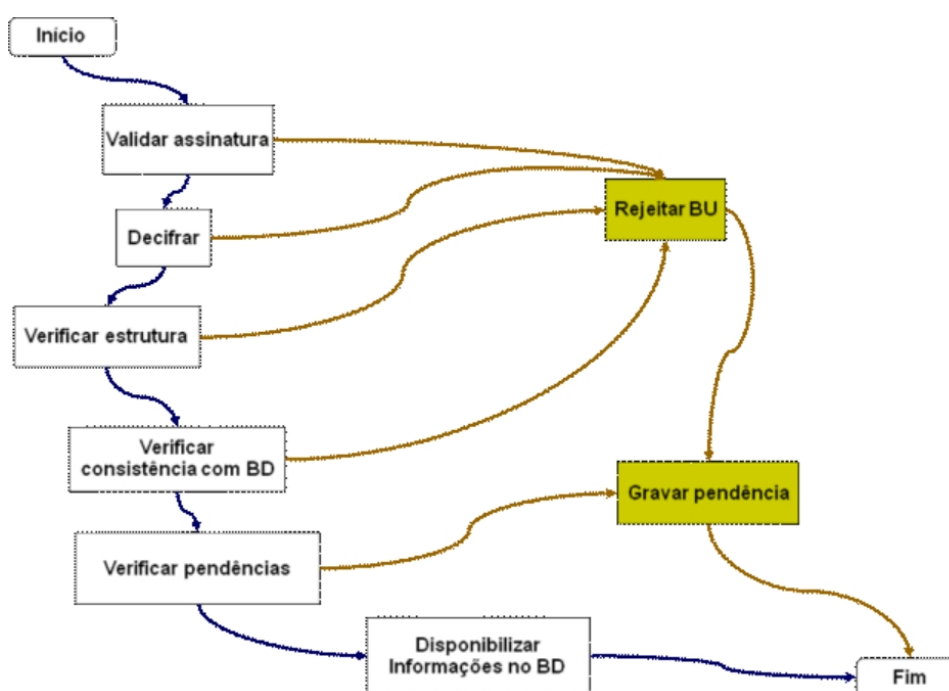 Início
Validar assinatura
Decifrar
Rejeitar BU
Verificar estrutura
Verificar
consistência com BD
Gravar pendência
Verificar pendências
Disponibilizar
Informações no BD
Fim